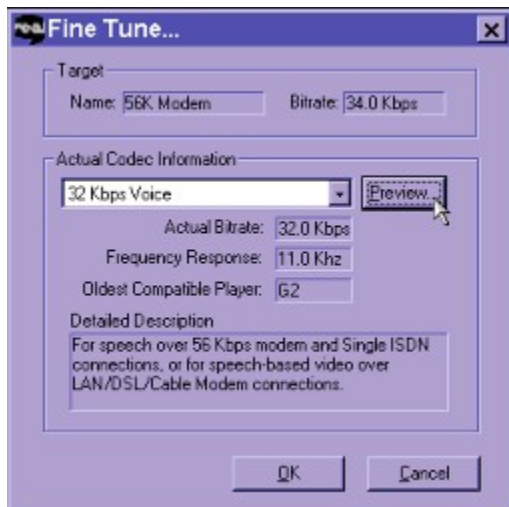 real Fine Tune...
Target
Name: 56K Modem Bitrate: 34.0 Kbps
Actual Codec Information
32 Kbps Voice Preview...
Actual Bitrate: 32.0 Kbps
Frequency Response: 11.0 Khz
Oldest Compatible Player: G2
Detailed Description
For speech over 56 Kbps modem and Single ISDN
connections, or for speech-based video over
LAN/DSL/Cable Modem connections.
OK Cancel